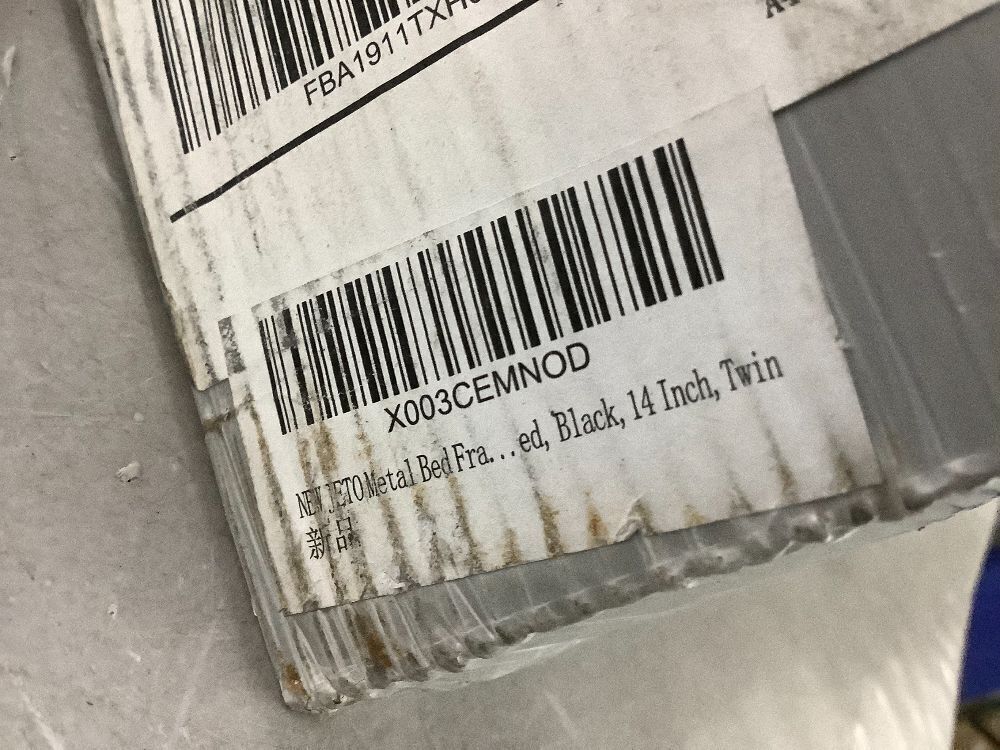 FBA1911TXH
X003CEMNOD
NEW JETO Metal Bed Fra...ed, Black, 14 Inch, Twin
新品